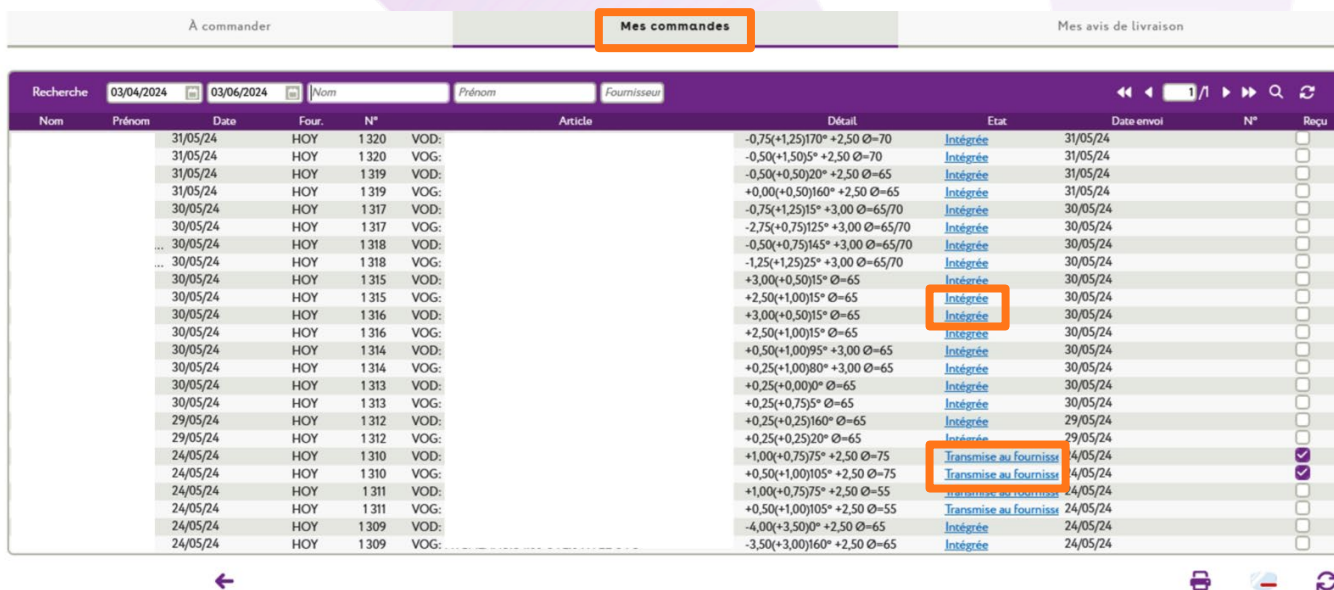 À commander Mes commandes Mes avis de livraison
Recherche 03/04/2024 03/06/2024 Nom Prénom Fournisseur 1 /1
Nom Prénom Date Four. N° Article Détail Etat Date envoi N° Reçu
31/05/24 HOY 1 320 VOD: -0,75(+1,25)170° +2,50 Ø=70 Intégrée 31/05/24
31/05/24 HOY 1 320 VOG: -0,50(+1,50)5° +2,50 Ø=70 Intégrée 31/05/24
31/05/24 HOY 1 319 VOD: -0,50(+0,50)20° +2,50 Ø=65 Intégrée 31/05/24
31/05/24 HOY 1 319 VOG: +0,00(+0,50)160° +2,50 Ø=65 Intégrée 31/05/24
30/05/24 HOY 1 317 VOD: -0,75(+1,25)15° +3,00 Ø=65/70 Intégrée 30/05/24
30/05/24 HOY 1 317 VOG: -2,75(+0,75)125° +3,00 Ø=65/70 Intégrée 30/05/24
... 30/05/24 HOY 1 318 VOD: -0,50(+0,75)145° +3,00 Ø=65/70 Intégrée 30/05/24
... 30/05/24 HOY 1 318 VOG: -1,25(+1,25)25° +3,00 Ø=65/70 Intégrée 30/05/24
30/05/24 HOY 1 315 VOD: +3,00(+0,50)15° Ø=65 Intégrée 30/05/24
30/05/24 HOY 1 315 VOG: +2,50(+1,00)15° Ø=65 Intégrée 30/05/24
30/05/24 HOY 1 316 VOD: +3,00(+0,50)15° Ø=65 Intégrée 30/05/24
30/05/24 HOY 1 316 VOG: +2,50(+1,00)15° Ø=65 Intégrée 30/05/24
30/05/24 HOY 1 314 VOD: +0,50(+1,00)95° +3,00 Ø=65 Intégrée 30/05/24
30/05/24 HOY 1 314 VOG: +0,25(+1,00)80° +3,00 Ø=65 Intégrée 30/05/24
30/05/24 HOY 1 313 VOD: +0,25(+0,00)0° Ø=65 Intégrée 30/05/24
30/05/24 HOY 1 313 VOG: +0,25(+0,75)5° Ø=65 Intégrée 30/05/24
29/05/24 HOY 1 312 VOD: +0,25(+0,25)160° Ø=65 Intégrée 29/05/24
29/05/24 HOY 1 312 VOG: +0,25(+0,25)20° Ø=65 Intégrée 29/05/24
24/05/24 HOY 1 310 VOD: +1,00(+0,75)75° +2,50 Ø=75 Transmise au fournisse 24/05/24
24/05/24 HOY 1 310 VOG: +0,50(+1,00)105° +2,50 Ø=75 Transmise au fournisse 24/05/24
24/05/24 HOY 1 311 VOD: +1,00(+0,75)75° +2,50 Ø=55 Transmise au fournisse 24/05/24
24/05/24 HOY 1 311 VOG: +0,50(+1,00)105° +2,50 Ø=55 Transmise au fournisse 24/05/24
24/05/24 HOY 1 309 VOD: -4,00(+3,50)0° +2,50 Ø=65 Intégrée 24/05/24
24/05/24 HOY 1 309 VOG: -3,50(+3,00)160° +2,50 Ø=65 Intégrée 24/05/24